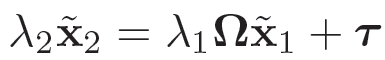 λ₂x̃₂ = λ₁Ωx̃₁ + τ